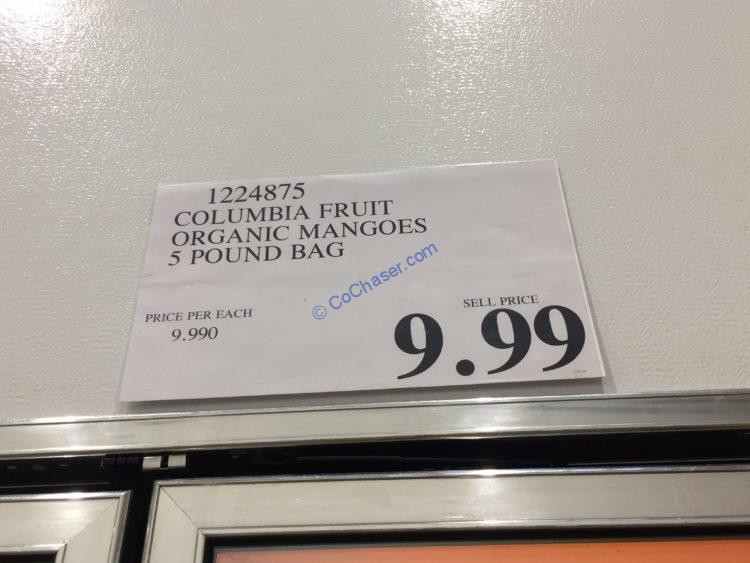 1224875
COLUMBIA FRUIT
ORGANIC MANGOES
5 POUND BAG
© CoChaser.com
PRICE PER EACH
9.990
SELL PRICE
9.99